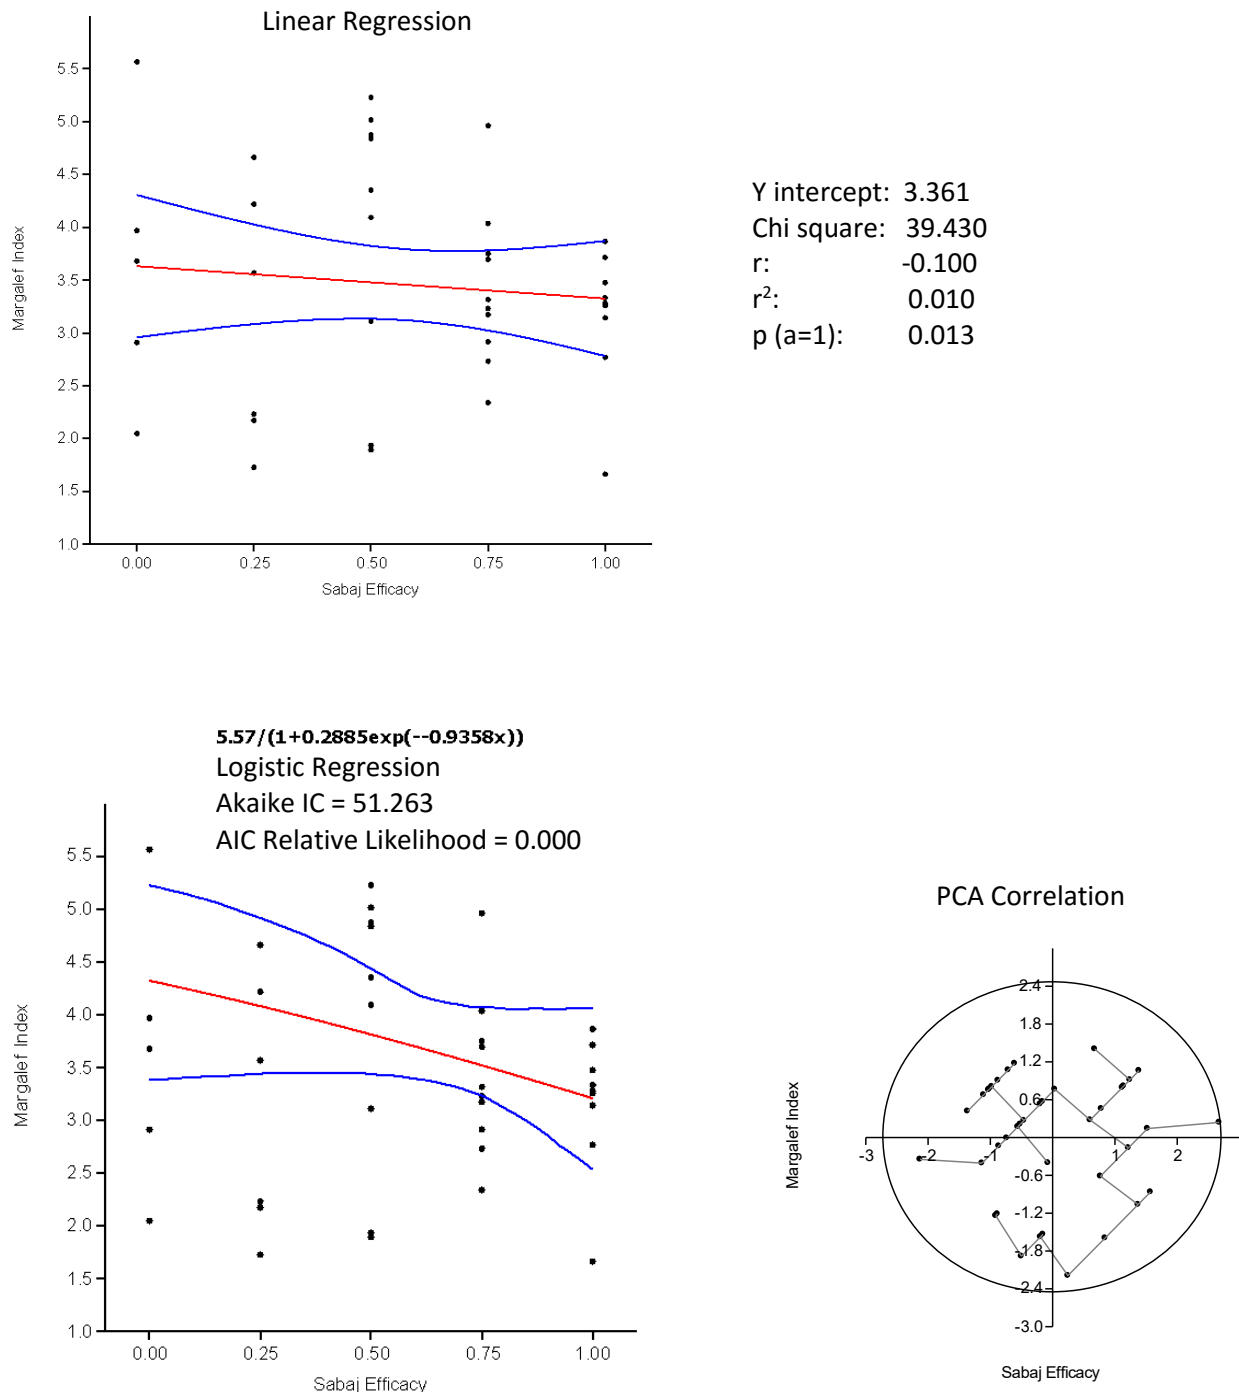 Linear Regression
5.5
5.0
4.5
4.0
3.5
3.0
2.5
2.0
1.5
1.0
0.00 0.25 0.50 0.75 1.00
Margalef Index
Sabaj Efficacy
Y intercept: 3.361
Chi square: 39.430
r: -0.100
r²: 0.010
p (a=1): 0.013
5.57/(1+0.2885exp(--0.9358x))
Logistic Regression
Akaike IC = 51.263
AIC Relative Likelihood = 0.000
5.5
5.0
4.5
4.0
3.5
3.0
2.5
2.0
1.5
1.0
0.00 0.25 0.50 0.75 1.00
Margalef Index
Sabaj Efficacy
PCA Correlation
2.4
1.8
1.2
0.6
-3 -2 -1 1 2
-0.6
-1.2
-1.8
-2.4
-3.0
Margalef Index
Sabaj Efficacy